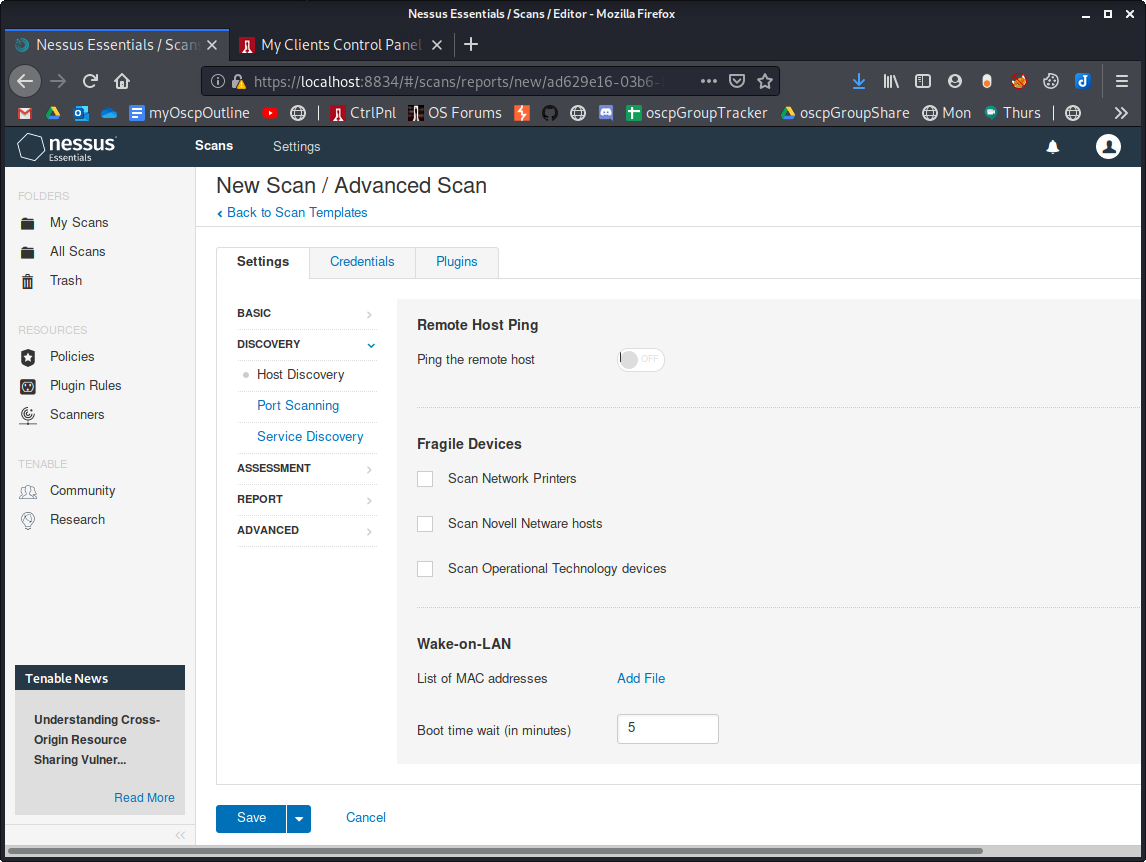 Nessus Essentials / Scans / Editor - Mozilla Firefox
Nessus Essentials / Scans
My Clients Control Panel
https://localhost:8834/#/scans/reports/new/ad629e16-03b6-
myOscpOutline
CtrlPnl
OS Forums
oscpGroupTracker
oscpGroupShare
Mon
Thurs
nessus
Essentials
Scans
Settings
FOLDERS
My Scans
All Scans
Trash
RESOURCES
Policies
Plugin Rules
Scanners
TENABLE
Community
Research
Tenable News
Understanding Cross-
Origin Resource
Sharing Vulner...
Read More
New Scan / Advanced Scan
Back to Scan Templates
Settings
Credentials
Plugins
BASIC
DISCOVERY
Host Discovery
Port Scanning
Service Discovery
ASSESSMENT
REPORT
ADVANCED
Remote Host Ping
Ping the remote host
OFF
Fragile Devices
Scan Network Printers
Scan Novell Netware hosts
Scan Operational Technology devices
Wake-on-LAN
List of MAC addresses
Add File
Boot time wait (in minutes)
5
Save
Cancel